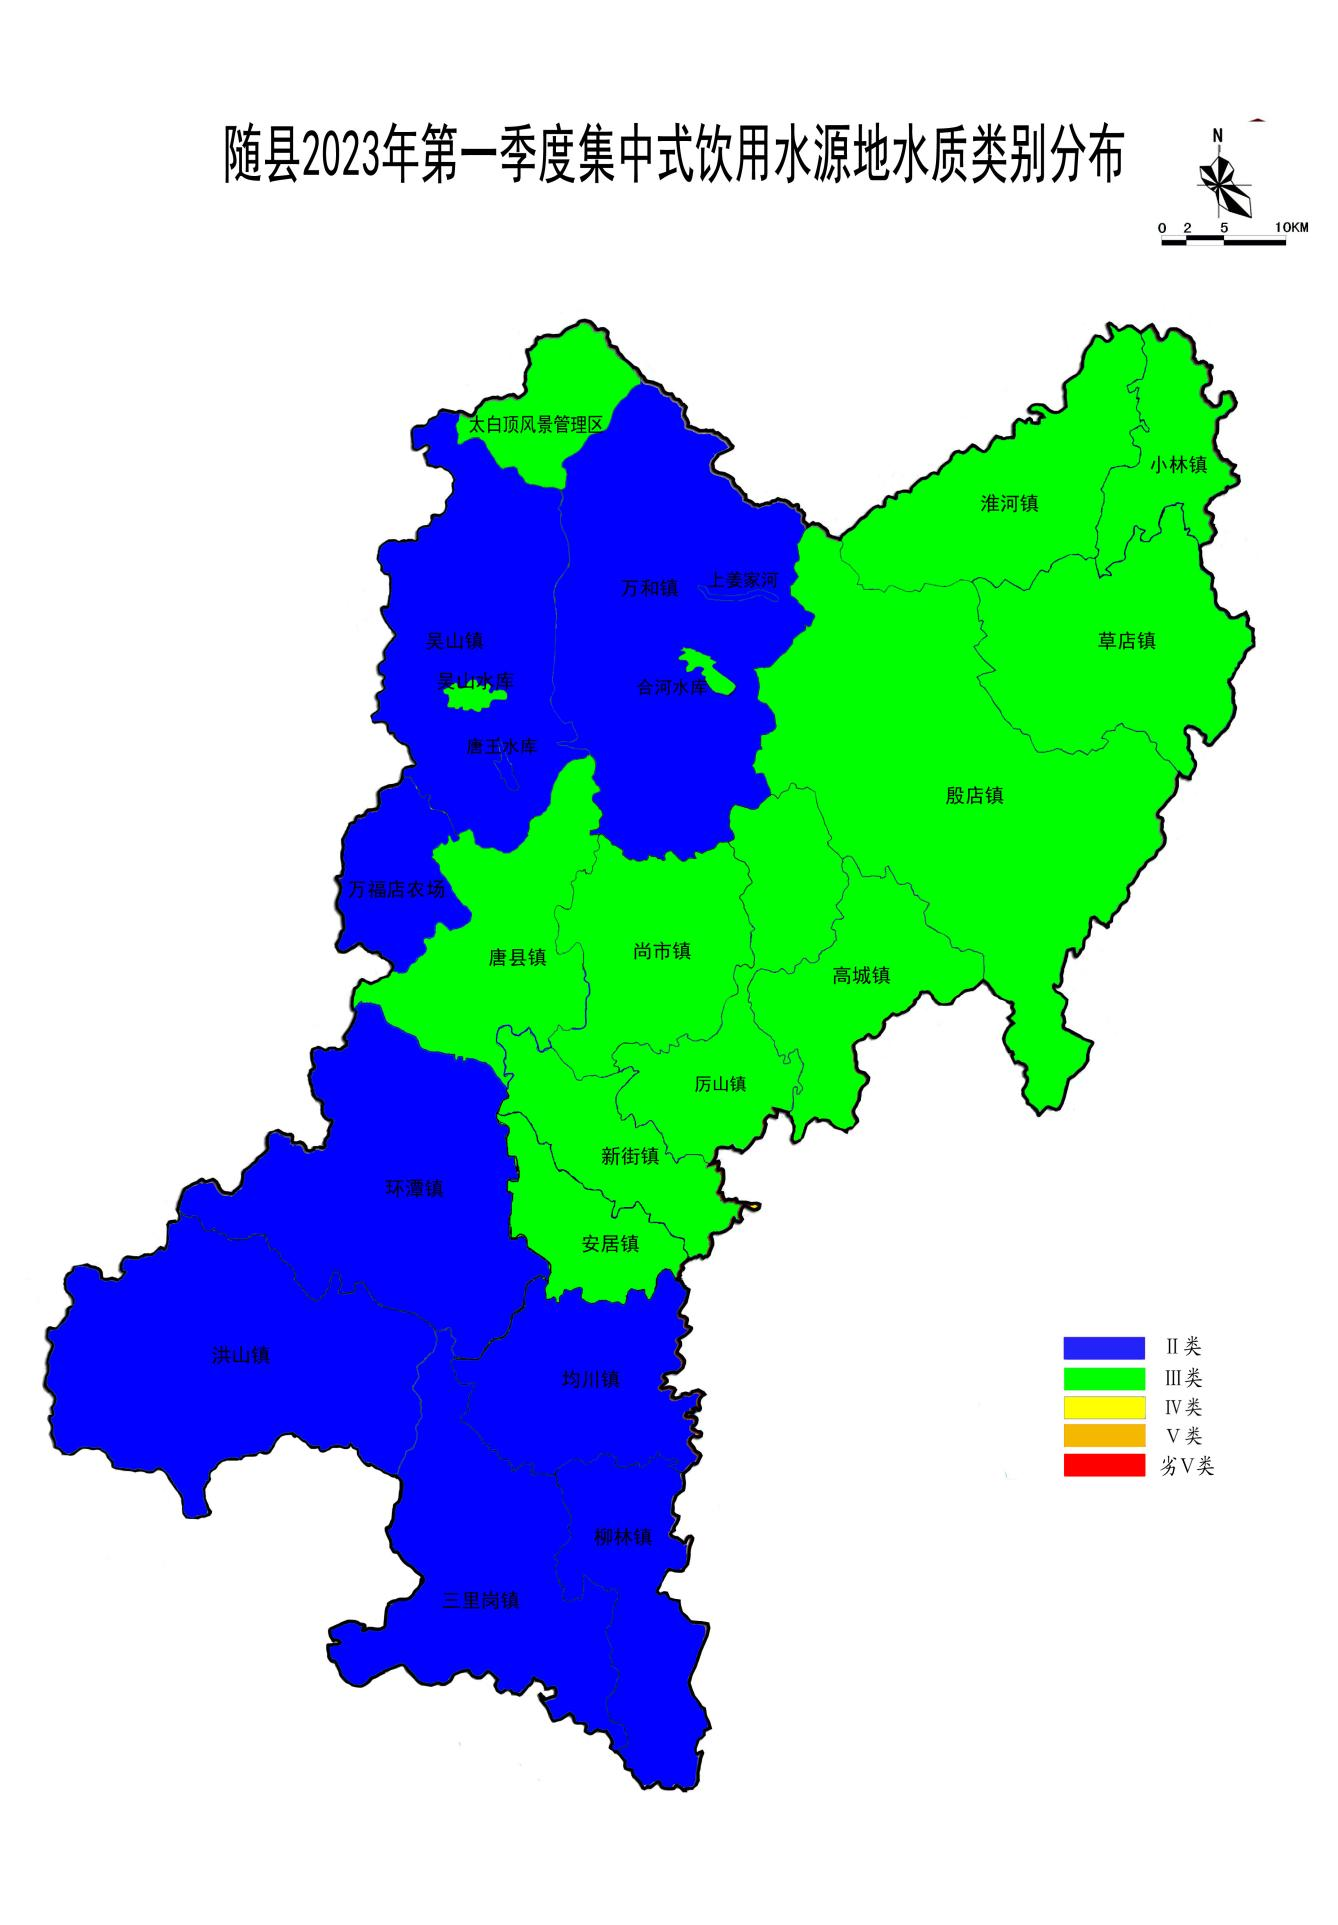 随县2023年第一季度集中式饮用水源地水质类别分布
N
0 2 5 10KM
太白顶风景管理区
小林镇
淮河镇
上姜家河
万和镇
吴山镇
草店镇
吴山水库
合河水库
唐王水库
殷店镇
万福店农场
尚市镇
唐县镇
高城镇
厉山镇
新街镇
环潭镇
安居镇
洪山镇
均川镇
柳林镇
三里岗镇
Ⅱ类
Ⅲ类
Ⅳ类
Ⅴ类
劣Ⅴ类